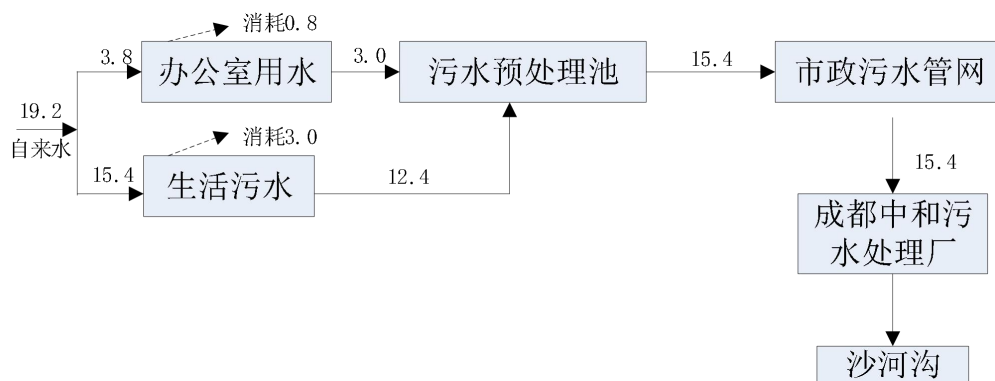 消耗0.8
3.8
办公室用水
3.0
污水预处理池
15.4
市政污水管网
19.2
自来水
消耗3.0
15.4
生活污水
12.4
15.4
成都中和污
水处理厂
沙河沟